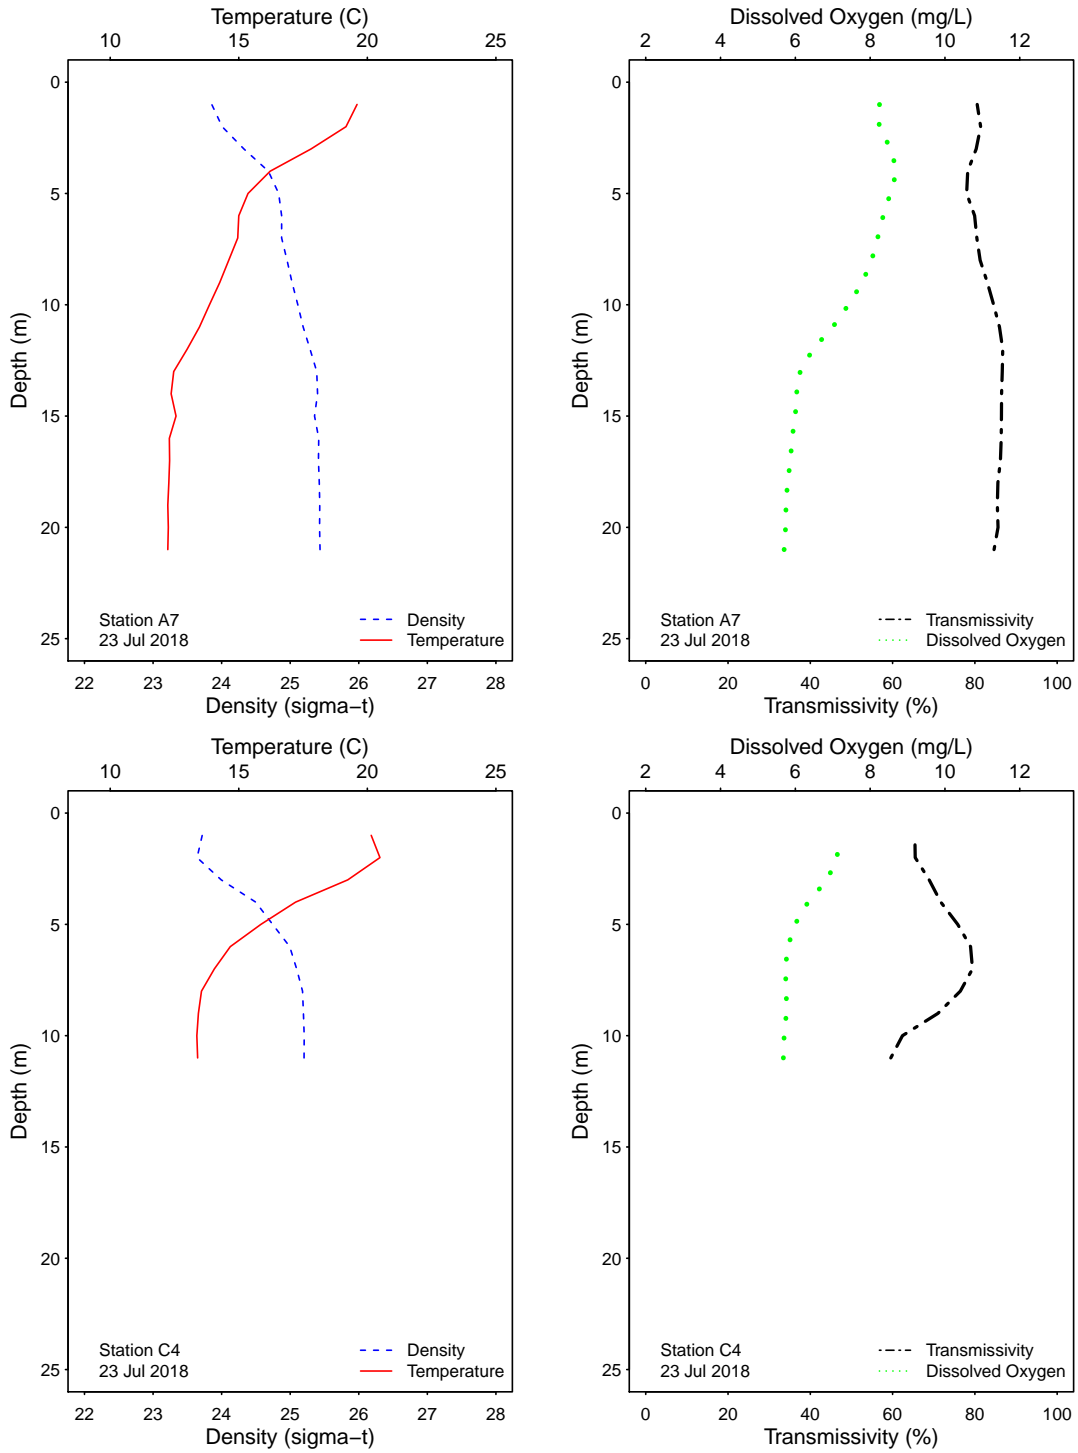 Temperature (C)
10 15 20 25
0
5
10
15
20
25
Depth (m)
Station A7
23 Jul 2018
Density
Temperature
22 23 24 25 26 27 28
Density (sigma−t)
Dissolved Oxygen (mg/L)
2 4 6 8 10 12
0
5
10
15
20
25
Depth (m)
Station A7
23 Jul 2018
Transmissivity
Dissolved Oxygen
0 20 40 60 80 100
Transmissivity (%)
Temperature (C)
10 15 20 25
0
5
10
15
20
25
Depth (m)
Station C4
23 Jul 2018
Density
Temperature
22 23 24 25 26 27 28
Density (sigma−t)
Dissolved Oxygen (mg/L)
2 4 6 8 10 12
0
5
10
15
20
25
Depth (m)
Station C4
23 Jul 2018
Transmissivity
Dissolved Oxygen
0 20 40 60 80 100
Transmissivity (%)